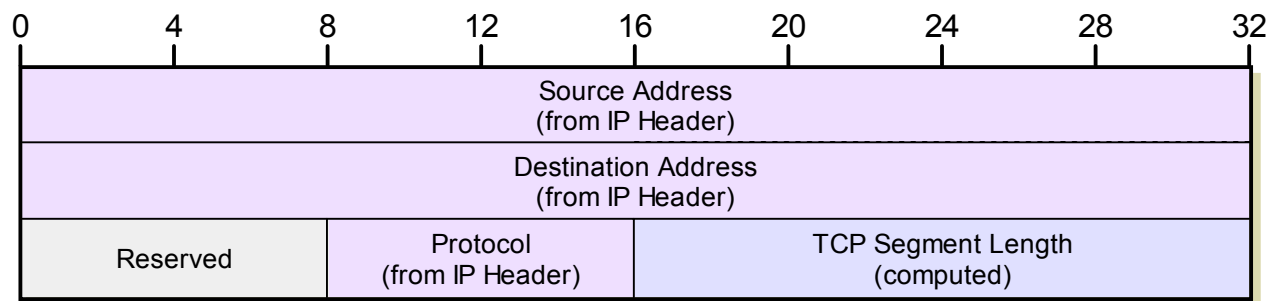 0 4 8 12 16 20 24 28 32
Source Address
(from IP Header)
Destination Address
(from IP Header)
Reserved
Protocol
(from IP Header)
TCP Segment Length
(computed)